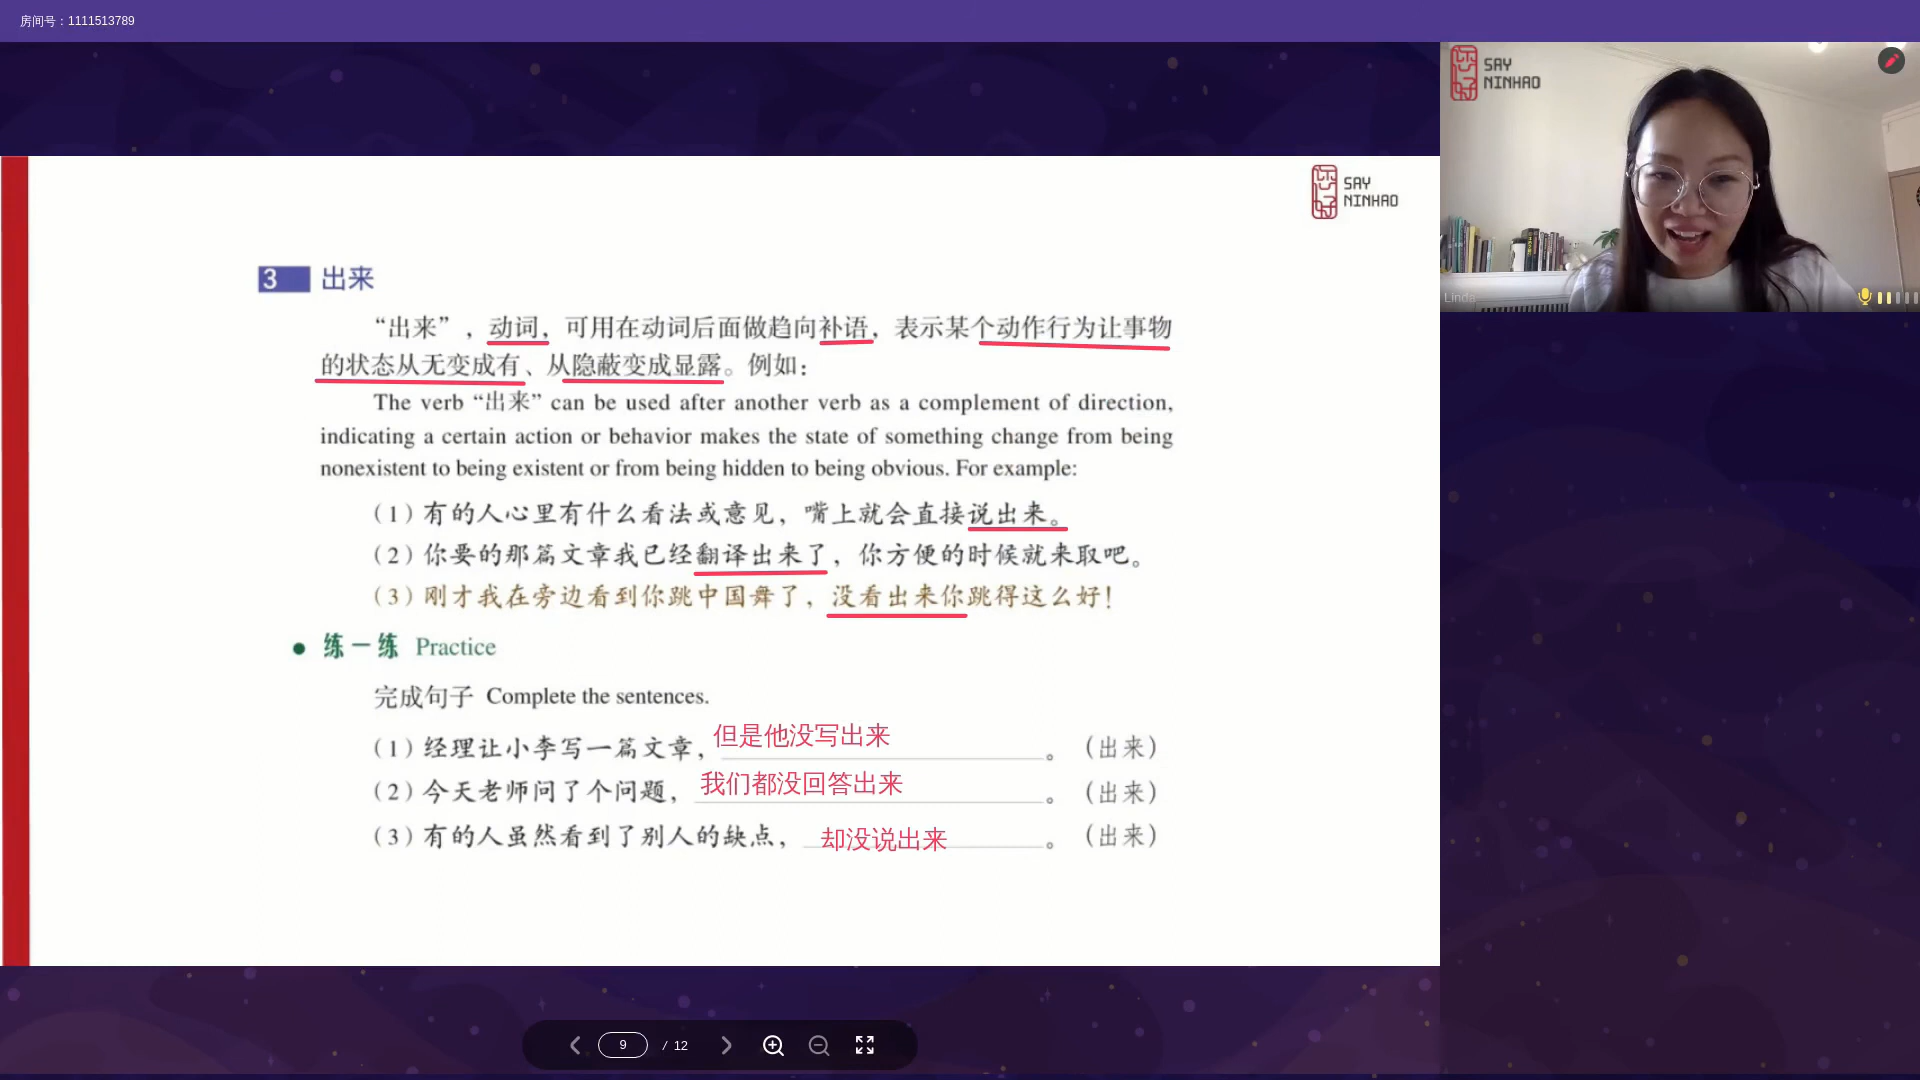 房间号：1111513789
SAY
NINHAO
SAY
NINHAO
Linda
3 出来
“出来”，动词，可用在动词后面做趋向补语，表示某个动作行为让事物
的状态从无变成有、从隐蔽变成显露。例如：
The verb “出来” can be used after another verb as a complement of direction,
indicating a certain action or behavior makes the state of something change from being
nonexistent to being existent or from being hidden to being obvious. For example:
（1）有的人心里有什么看法或意见，嘴上就会直接说出来。
（2）你要的那篇文章我已经翻译出来了，你方便的时候就来取吧。
（3）刚才我在旁边看到你跳中国舞了，没看出来你跳得这么好！
● 练一练 Practice
完成句子 Complete the sentences.
（1）经理让小李写一篇文章，但是他没写出来。（出来）
（2）今天老师问了个问题，我们都没回答出来。（出来）
（3）有的人虽然看到了别人的缺点，却没说出来。（出来）
9 / 12